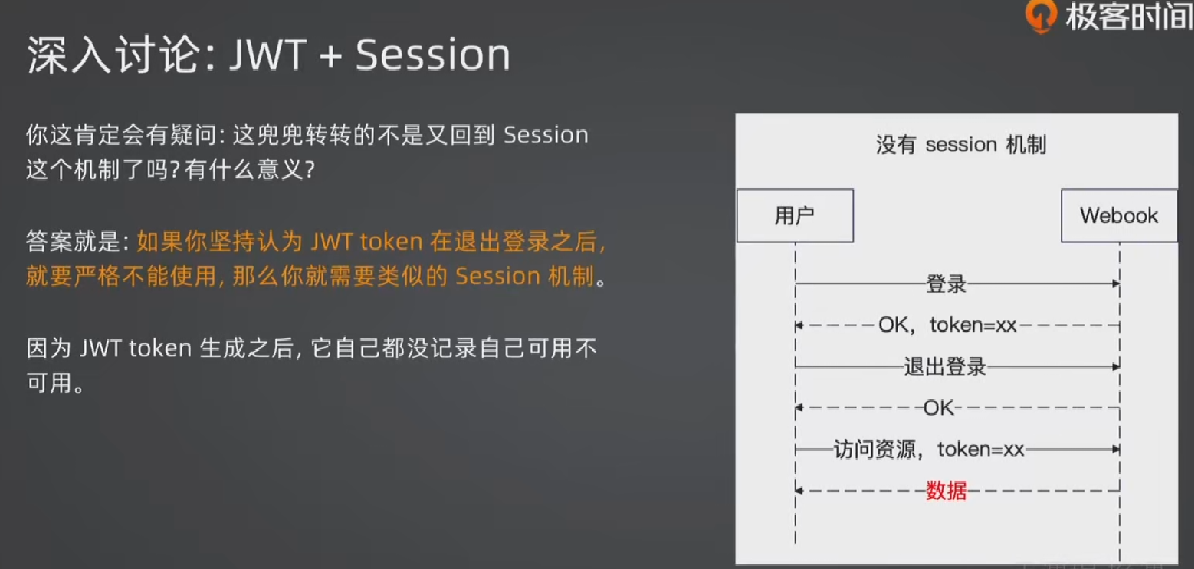 极客时间
深入讨论: JWT + Session
你这肯定会有疑问: 这兜兜转转的不是又回到 Session
这个机制了吗? 有什么意义?
答案就是: 如果你坚持认为 JWT token 在退出登录之后,
就要严格不能使用, 那么你就需要类似的 Session 机制。
因为 JWT token 生成之后, 它自己都没记录自己可用不
可用。
没有 session 机制
用户
Webook
登录
OK，token=xx
退出登录
OK
访问资源，token=xx
数据